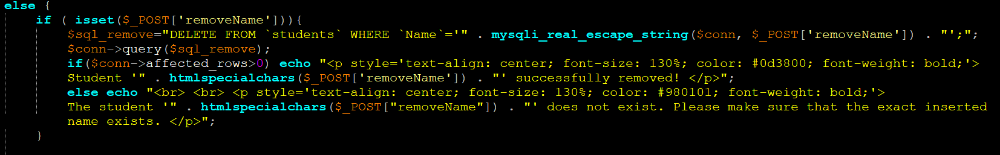 else {
if ( isset($_POST['removeName'])){
$sql_remove="DELETE FROM `students` WHERE `Name`='" . mysqli_real_escape_string($conn, $_POST['removeName']) . "';";
$conn->query($sql_remove);
if($conn->affected_rows>0) echo "<p style='text-align: center; font-size: 130%; color: #0d3800; font-weight: bold;'>
Student '" . htmlspecialchars($_POST['removeName']) . "' successfully removed! </p>";
else echo "<br> <br> <p style='text-align: center; font-size: 130%; color: #980101; font-weight: bold;'>
The student '" . htmlspecialchars($_POST["removeName"]) . "' does not exist. Please make sure that the exact inserted
name exists. </p>";
}